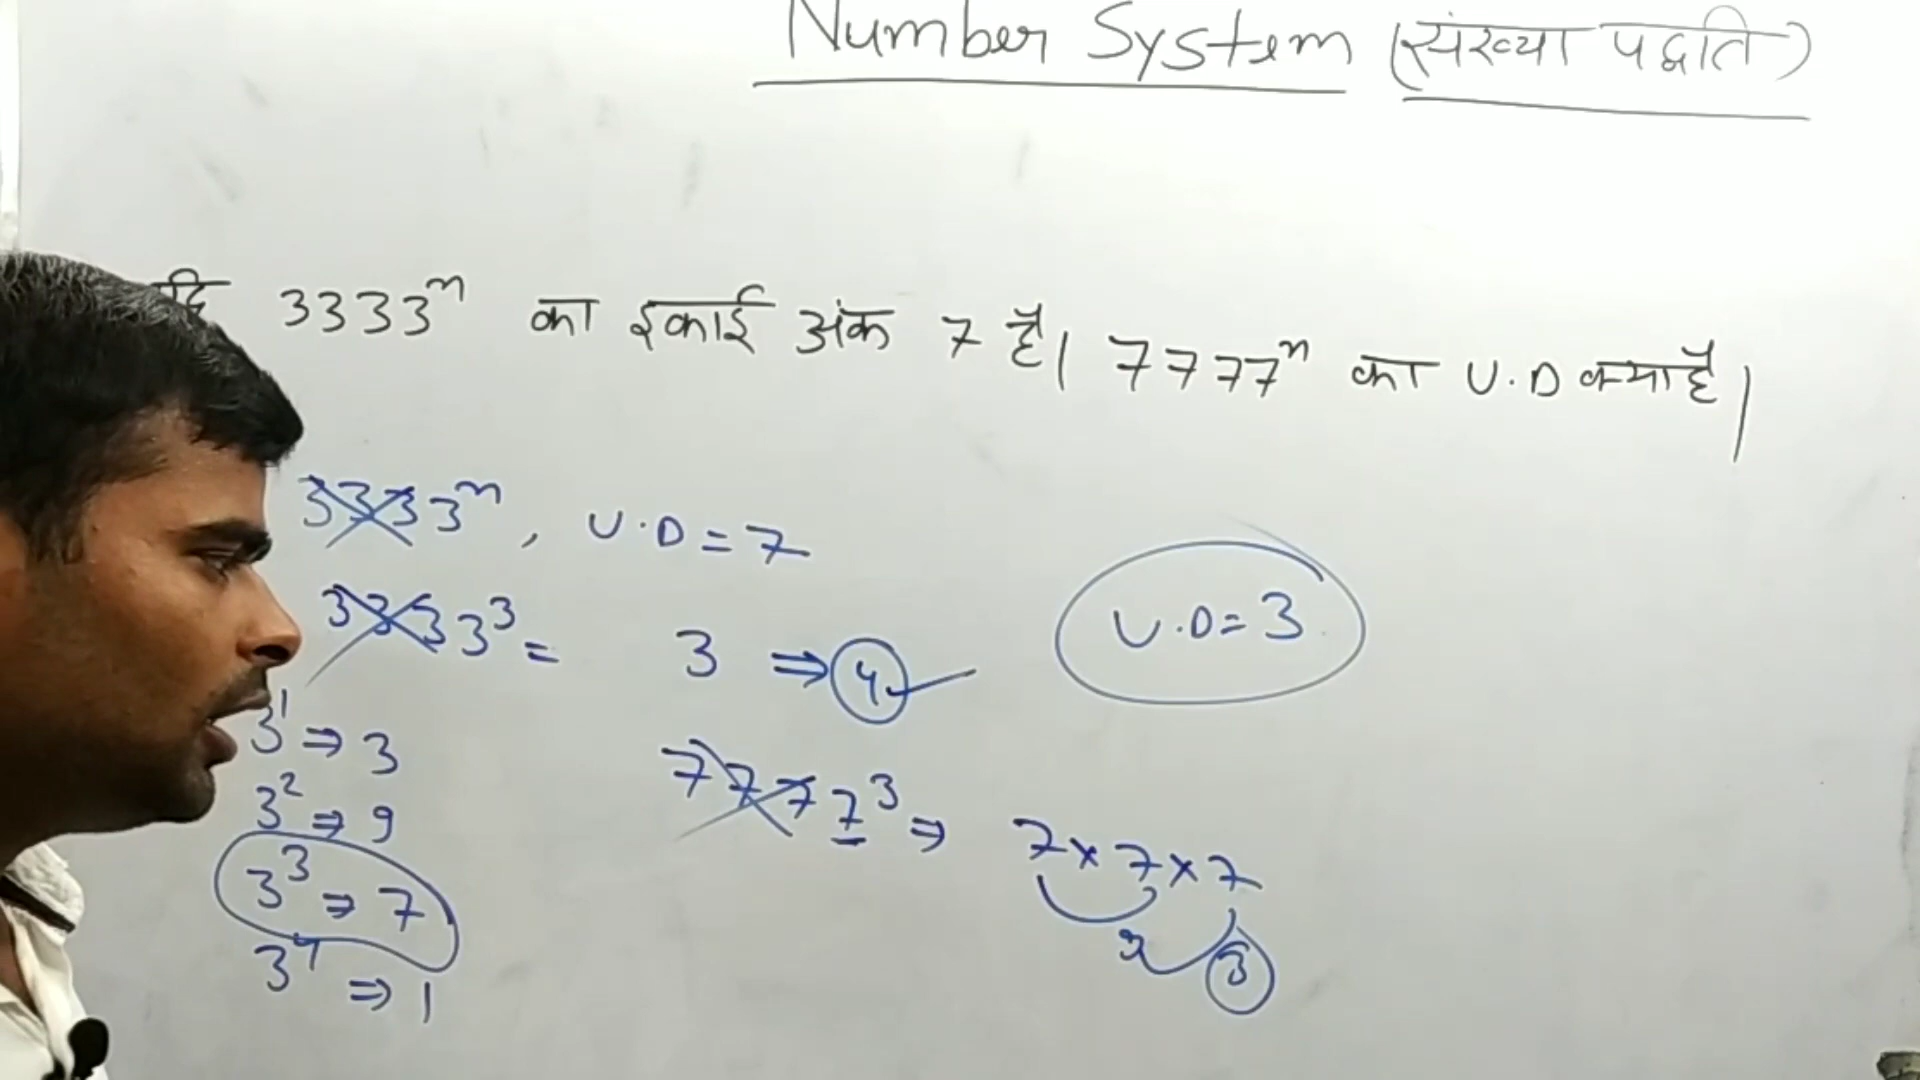 Number System (संख्या पद्धति)
यदि 3333ⁿ का इकाई अंक 7 है। 7777ⁿ का U.D क्या है।
3333ⁿ, U.D = 7
3333³ = 3 ⇒ 4
U.D = 3
3¹ ⇒ 3
3² ⇒ 9
3³ ⇒ 7
3⁴ ⇒ 1
7777³ ⇒ 7×7×7
9 3